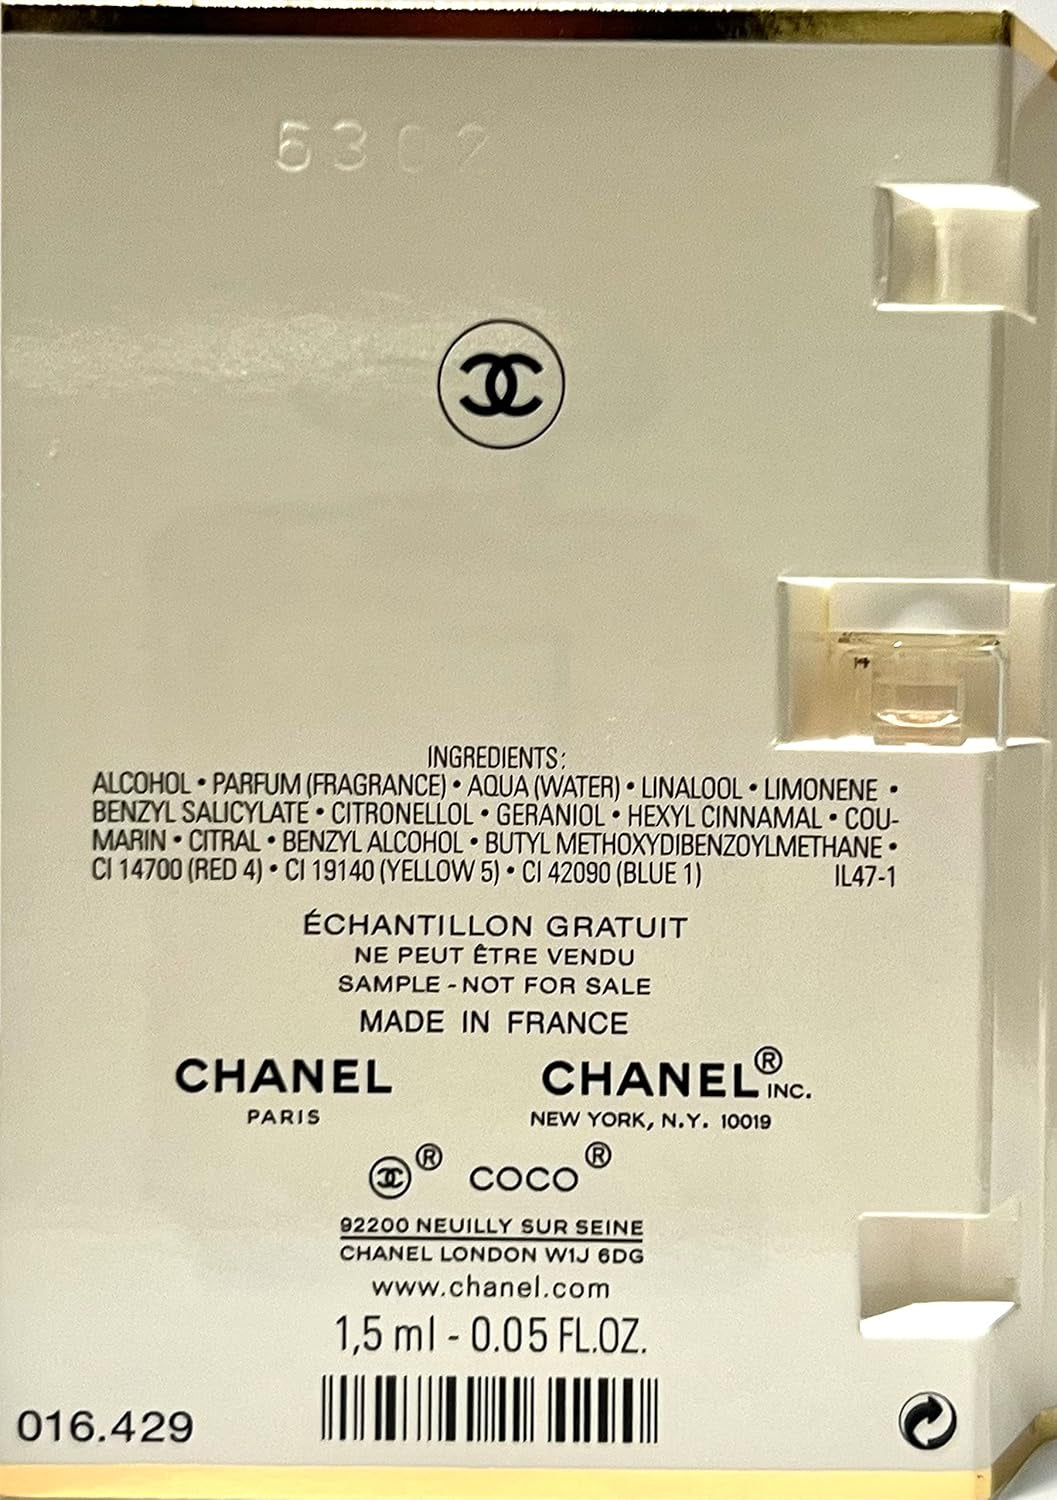 6302
INGREDIENTS:
ALCOHOL • PARFUM (FRAGRANCE) • AQUA (WATER) • LINALOOL • LIMONENE •
BENZYL SALICYLATE • CITRONELLOL • GERANIOL • HEXYL CINNAMAL • COU-
MARIN • CITRAL • BENZYL ALCOHOL • BUTYL METHOXYDIBENZOYLMETHANE •
CI 14700 (RED 4) • CI 19140 (YELLOW 5) • CI 42090 (BLUE 1) IL47-1
ÉCHANTILLON GRATUIT
NE PEUT ÊTRE VENDU
SAMPLE - NOT FOR SALE
MADE IN FRANCE
CHANEL CHANEL® INC.
PARIS NEW YORK, N.Y. 10019
® COCO®
92200 NEUILLY SUR SEINE
CHANEL LONDON W1J 6DG
www.chanel.com
1,5 ml - 0.05 FL.OZ.
016.429